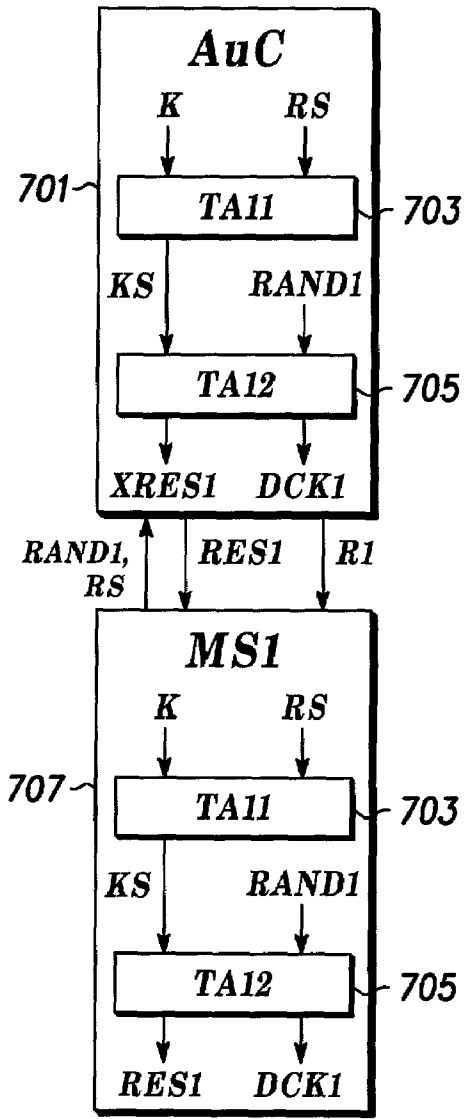 AuC
K RS
701
TA11
703
KS RAND1
TA12
705
XRES1 DCK1
RAND1,
RS
RES1 R1
MS1
K RS
707
TA11
703
KS RAND1
TA12
705
RES1 DCK1